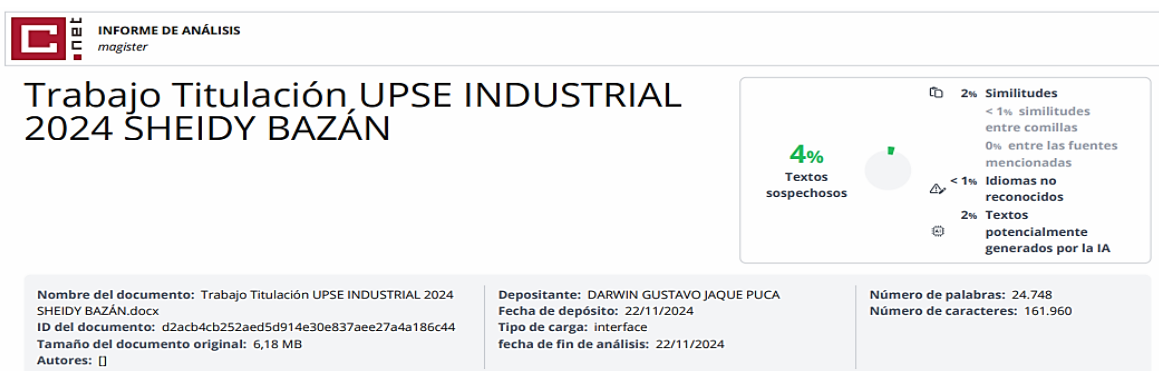 C.net
INFORME DE ANÁLISIS
magister
Trabajo Titulación UPSE INDUSTRIAL
2024 SHEIDY BAZÁN
4%
Textos
sospechosos
2% Similitudes
< 1% similitudes
entre comillas
0% entre las fuentes
mencionadas
< 1% Idiomas no
reconocidos
2% Textos
potencialmente
generados por la IA
Nombre del documento: Trabajo Titulación UPSE INDUSTRIAL 2024
SHEIDY BAZÁN.docx
ID del documento: d2acb4cb252aed5d914e30e837aee27a4a186c44
Tamaño del documento original: 6,18 MB
Autores: []
Depositante: DARWIN GUSTAVO JAQUE PUCA
Fecha de depósito: 22/11/2024
Tipo de carga: interface
fecha de fin de análisis: 22/11/2024
Número de palabras: 24.748
Número de caracteres: 161.960